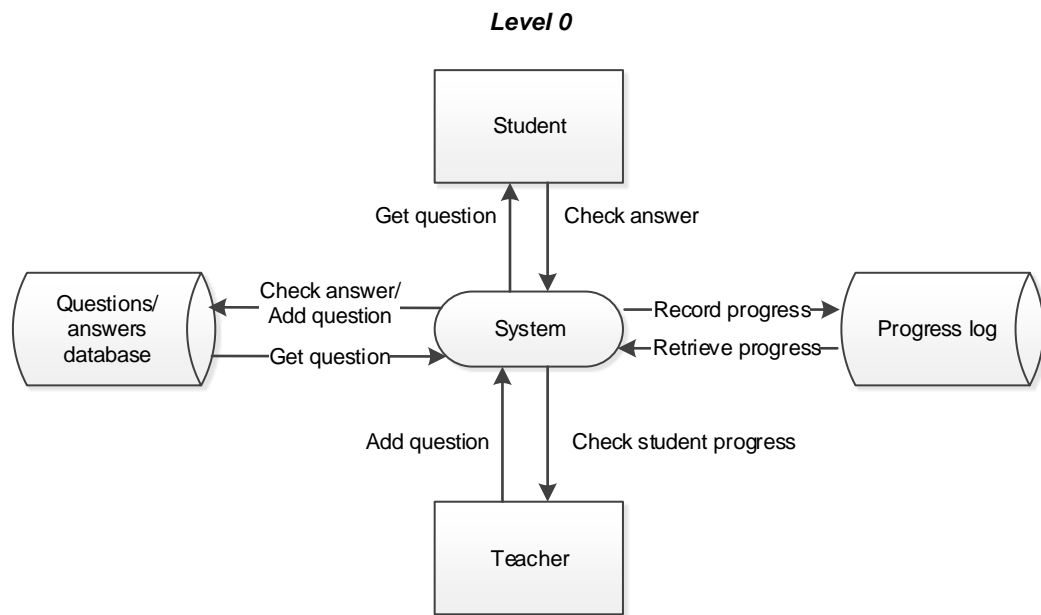 Level 0
Student
Get question
Check answer
Questions/
answers
database
Check answer/
Add question
Get question
System
Record progress
Retrieve progress
Progress log
Add question
Check student progress
Teacher